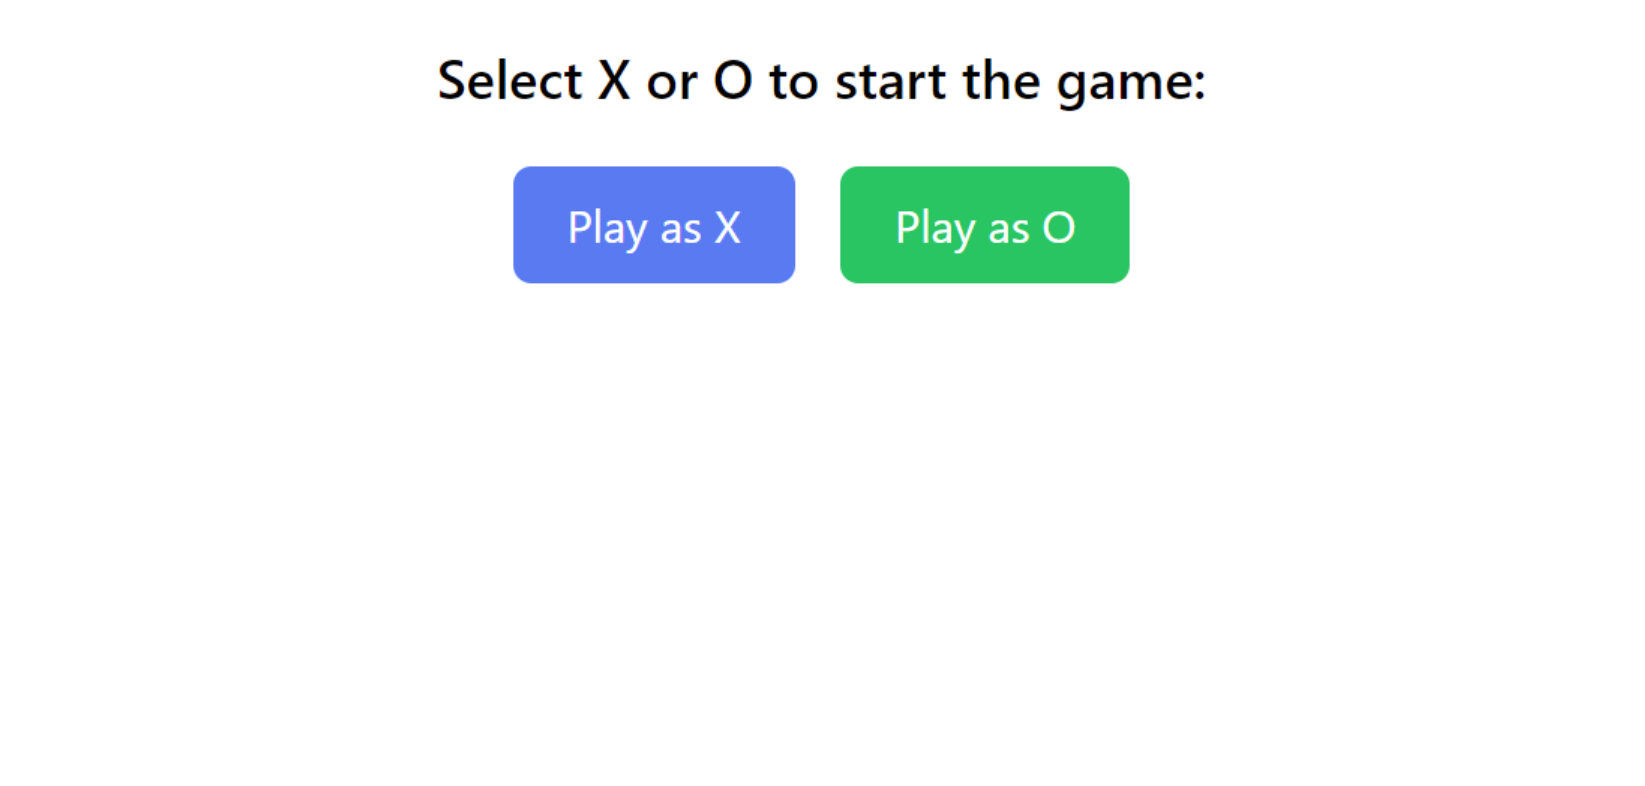 Select X or O to start the game:
Play as X
Play as O